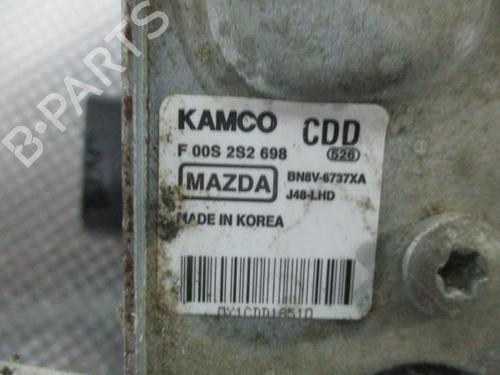 KAMCO CDD
F 00S 2S2 698 526
MAZDA BN8V-6737XA
J48-LHD
MADE IN KOREA
B-PARTS